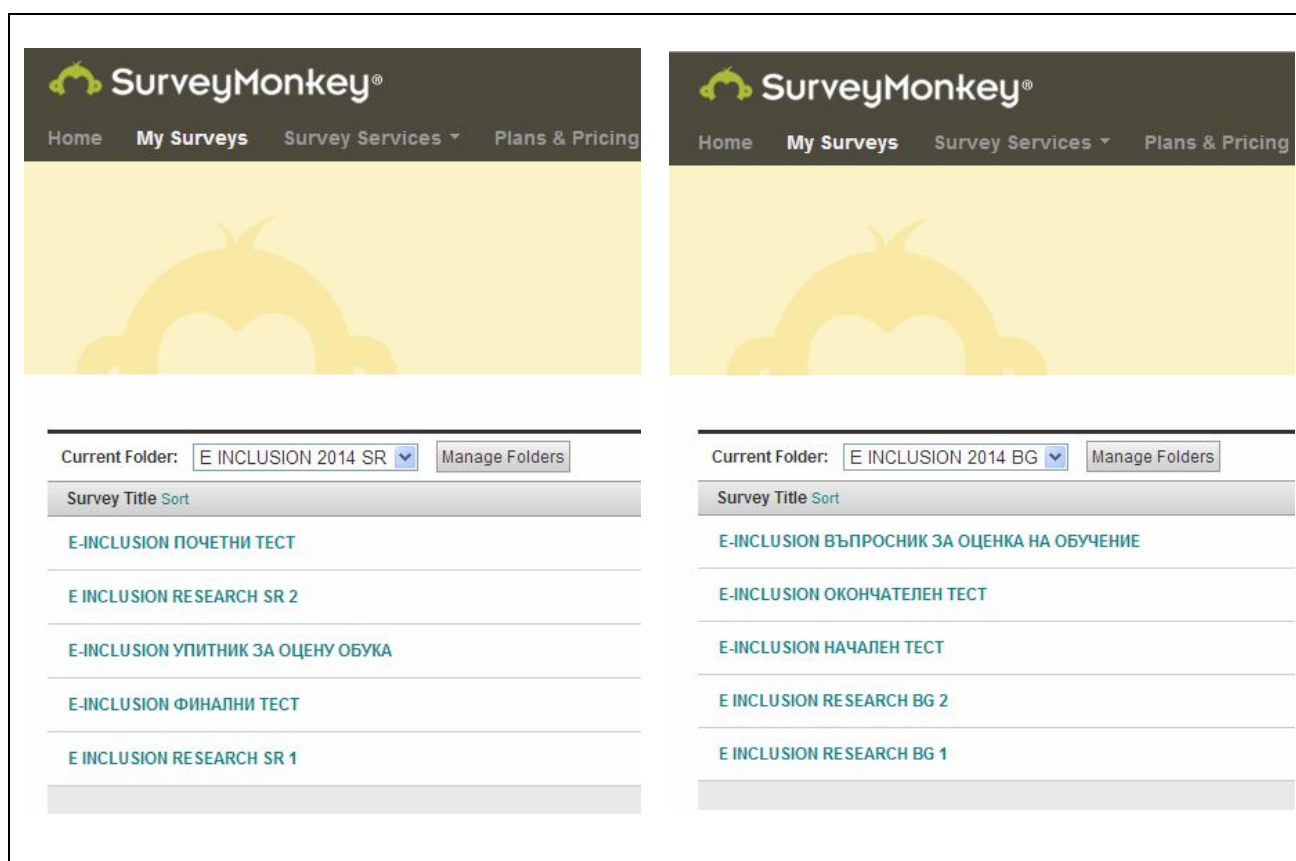 SurveyMonkey®
Home My Surveys Survey Services Plans & Pricing
Current Folder: E INCLUSION 2014 SR Manage Folders
Survey Title Sort
E-INCLUSION ПОЧЕТНИ ТЕСТ
E INCLUSION RESEARCH SR 2
E-INCLUSION УПИТНИК ЗА ОЦЕНУ ОБУКА
E-INCLUSION ФИНАЛНИ ТЕСТ
E INCLUSION RESEARCH SR 1
SurveyMonkey®
Home My Surveys Survey Services Plans & Pricing
Current Folder: E INCLUSION 2014 BG Manage Folders
Survey Title Sort
E-INCLUSION ВЪПРОСНИК ЗА ОЦЕНКА НА ОБУЧЕНИЕ
E-INCLUSION ОКОНЧАТЕЛЕН ТЕСТ
E-INCLUSION НАЧАЛЕН ТЕСТ
E INCLUSION RESEARCH BG 2
E INCLUSION RESEARCH BG 1